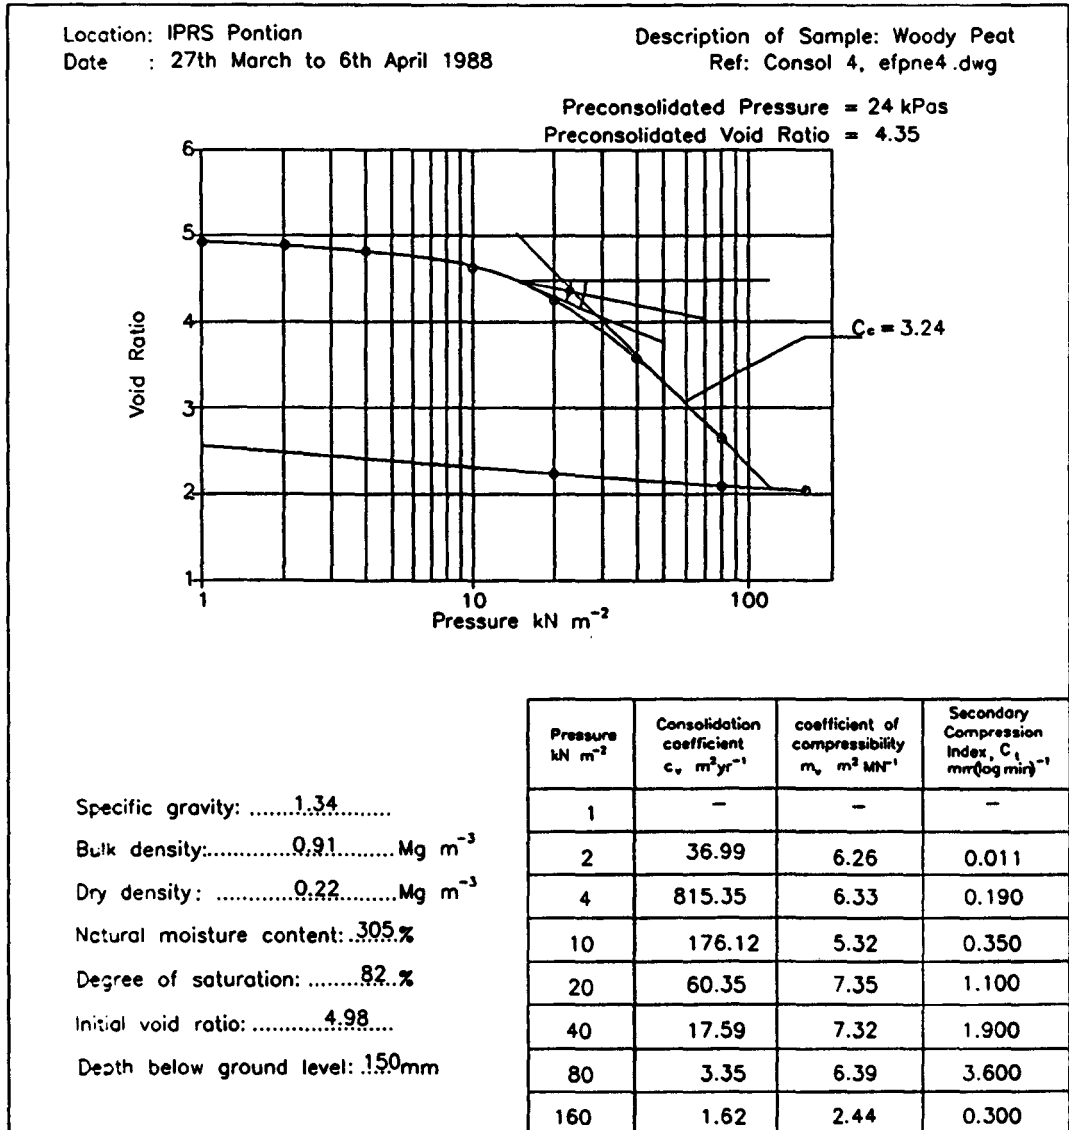 Location: IPRS Pontian
Date : 27th March to 6th April 1988
Description of Sample: Woody Peat
Ref: Consol 4, efpne4.dwg
Preconsolidated Pressure = 24 kPas
Preconsolidated Void Ratio = 4.35
6
5
4
3
2
1
Void Ratio
Cc = 3.24
1 10 100
Pressure kN m⁻²
Specific gravity: ....1.34....
Bulk density:....0.91....Mg m⁻³
Dry density: ....0.22....Mg m⁻³
Natural moisture content: .305.%
Degree of saturation: ....82.%
Initial void ratio: ....4.98....
Depth below ground level: .150mm
Pressure kN m⁻² | Consolidation coefficient cᵥ m²yr⁻¹ | coefficient of compressibility mᵥ m² MN⁻¹ | Secondary Compression Index, Cₜ mm(log min)⁻¹
1 | – | – | –
2 | 36.99 | 6.26 | 0.011
4 | 815.35 | 6.33 | 0.190
10 | 176.12 | 5.32 | 0.350
20 | 60.35 | 7.35 | 1.100
40 | 17.59 | 7.32 | 1.900
80 | 3.35 | 6.39 | 3.600
160 | 1.62 | 2.44 | 0.300